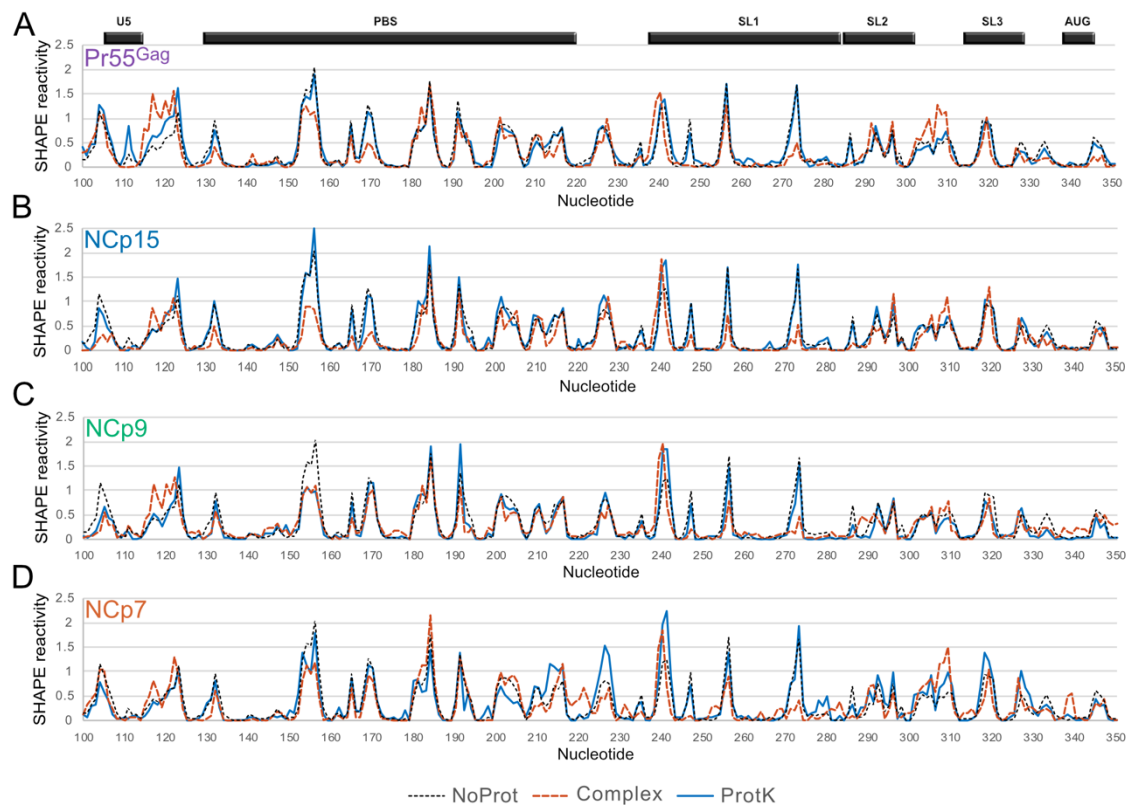 A
U5 PBS SL1 SL2 SL3 AUG
Pr55Gag
SHAPE reactivity
2.5
2
1.5
1
0.5
0
100 110 120 130 140 150 160 170 180 190 200 210 220 230 240 250 260 270 280 290 300 310 320 330 340 350
Nucleotide
B
NCp15
SHAPE reactivity
2.5
2
1.5
1
0.5
0
100 110 120 130 140 150 160 170 180 190 200 210 220 230 240 250 260 270 280 290 300 310 320 330 340 350
Nucleotide
C
NCp9
SHAPE reactivity
2.5
2
1.5
1
0.5
0
100 110 120 130 140 150 160 170 180 190 200 210 220 230 240 250 260 270 280 290 300 310 320 330 340 350
Nucleotide
D
NCp7
SHAPE reactivity
2.5
2
1.5
1
0.5
0
100 110 120 130 140 150 160 170 180 190 200 210 220 230 240 250 260 270 280 290 300 310 320 330 340 350
Nucleotide
NoProt Complex ProtK